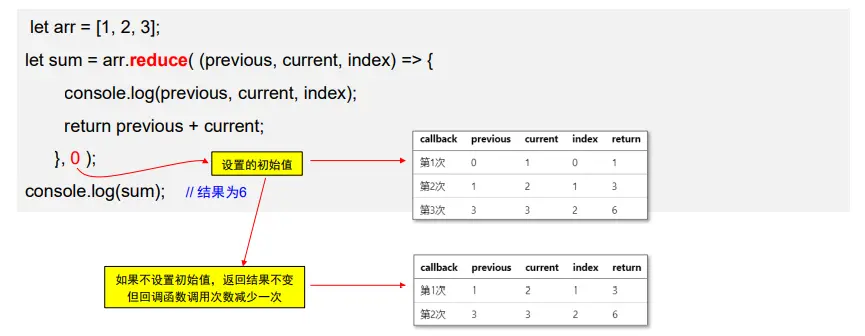 let arr = [1, 2, 3];
let sum = arr.reduce( (previous, current, index) => {
console.log(previous, current, index);
return previous + current;
}, 0 );
设置的初始值
console.log(sum); // 结果为6
callback previous current index return
第1次 0 1 0 1
第2次 1 2 1 3
第3次 3 3 2 6
如果不设置初始值，返回结果不变
但回调函数调用次数减少一次
callback previous current index return
第1次 1 2 1 3
第2次 3 3 2 6